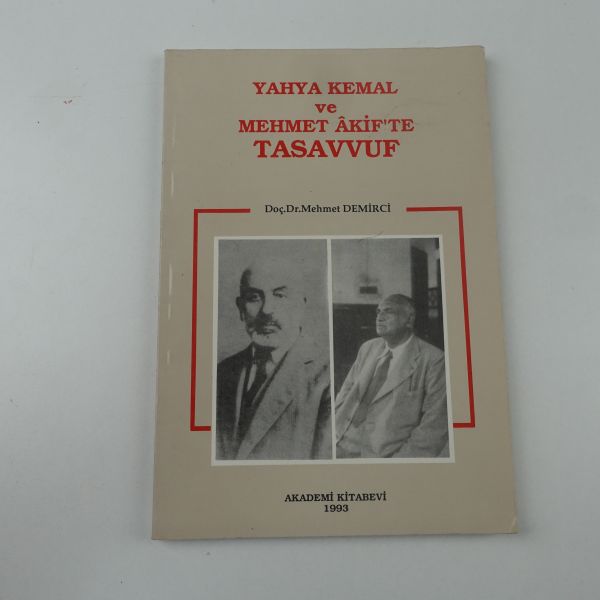 YAHYA KEMAL
ve
MEHMET ÂKİF'TE
TASAVVUF
Doç.Dr.Mehmet DEMİRCİ
AKADEMİ KİTABEVİ
1993